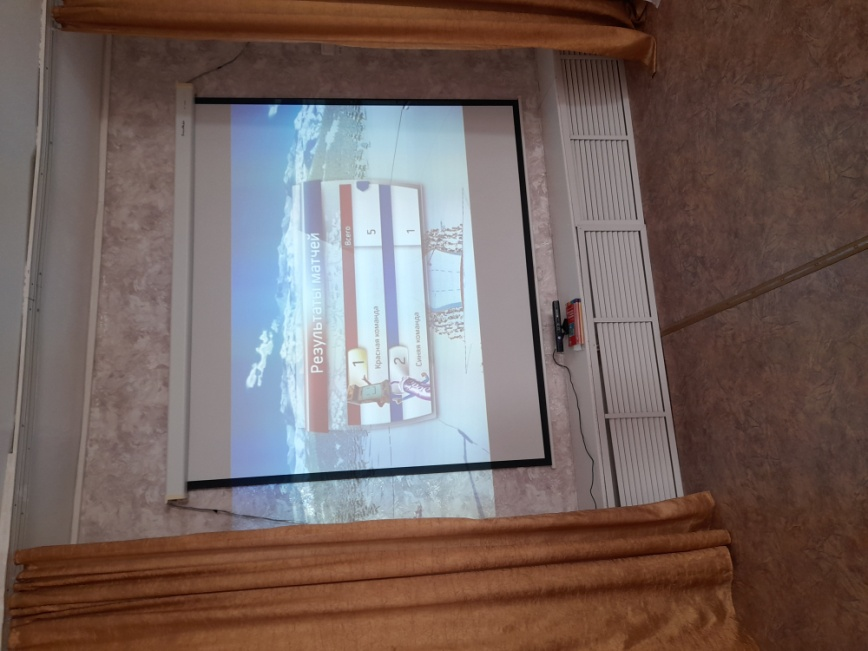 Результаты матчей
Всего
1 Красная команда 5
2 Синяя команда 1